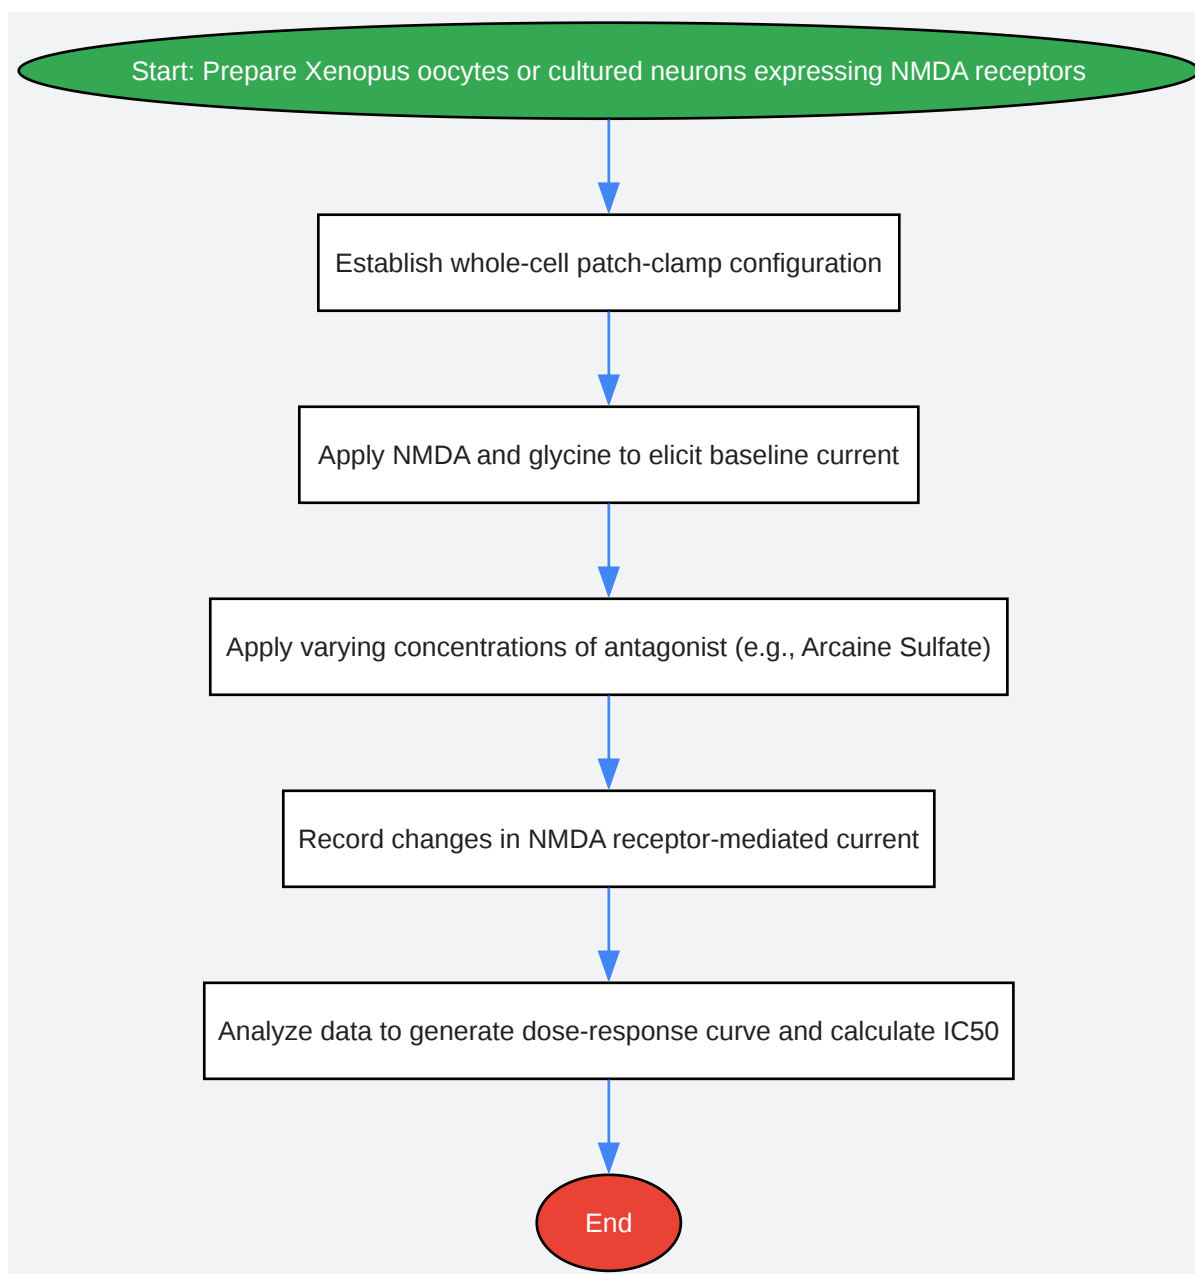 Start: Prepare Xenopus oocytes or cultured neurons expressing NMDA receptors
Establish whole-cell patch-clamp configuration
Apply NMDA and glycine to elicit baseline current
Apply varying concentrations of antagonist (e.g., Arcaine Sulfate)
Record changes in NMDA receptor-mediated current
Analyze data to generate dose-response curve and calculate IC50
End